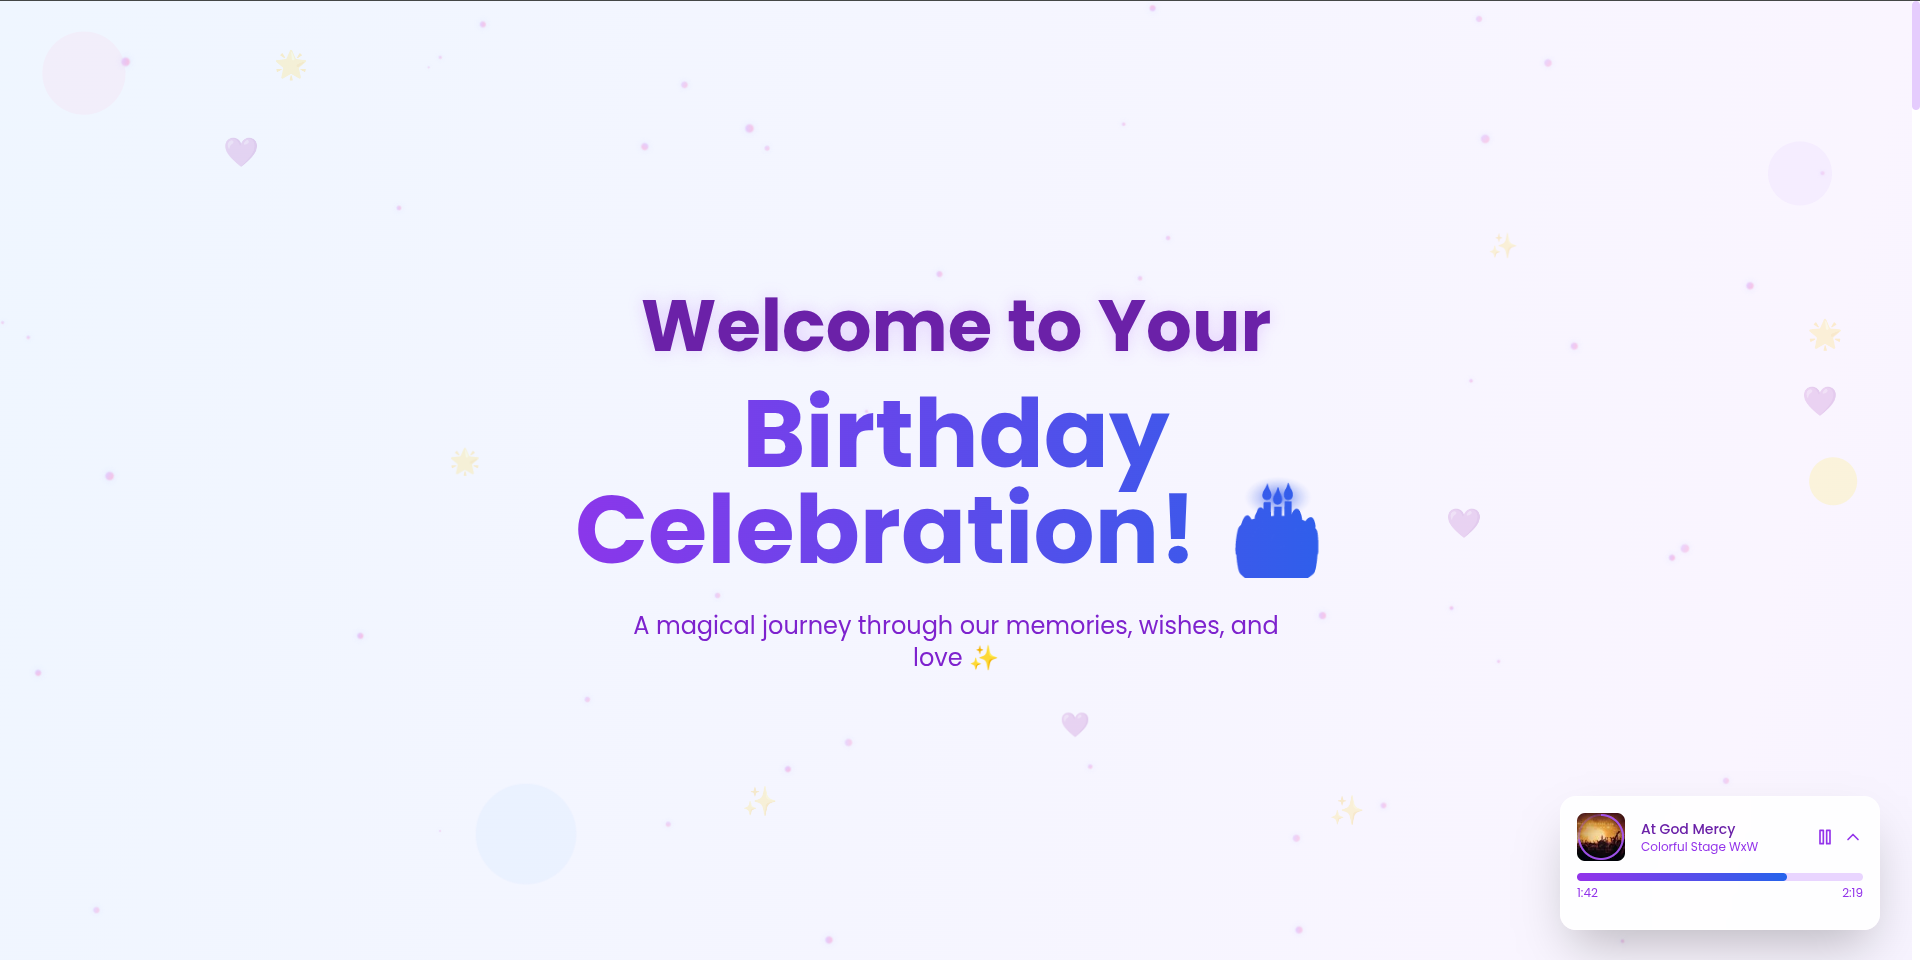 Welcome to Your
Birthday
Celebration! 🎂
A magical journey through our memories, wishes, and
love ✨
At God Mercy
Colorful Stage WxW
1:42
2:19